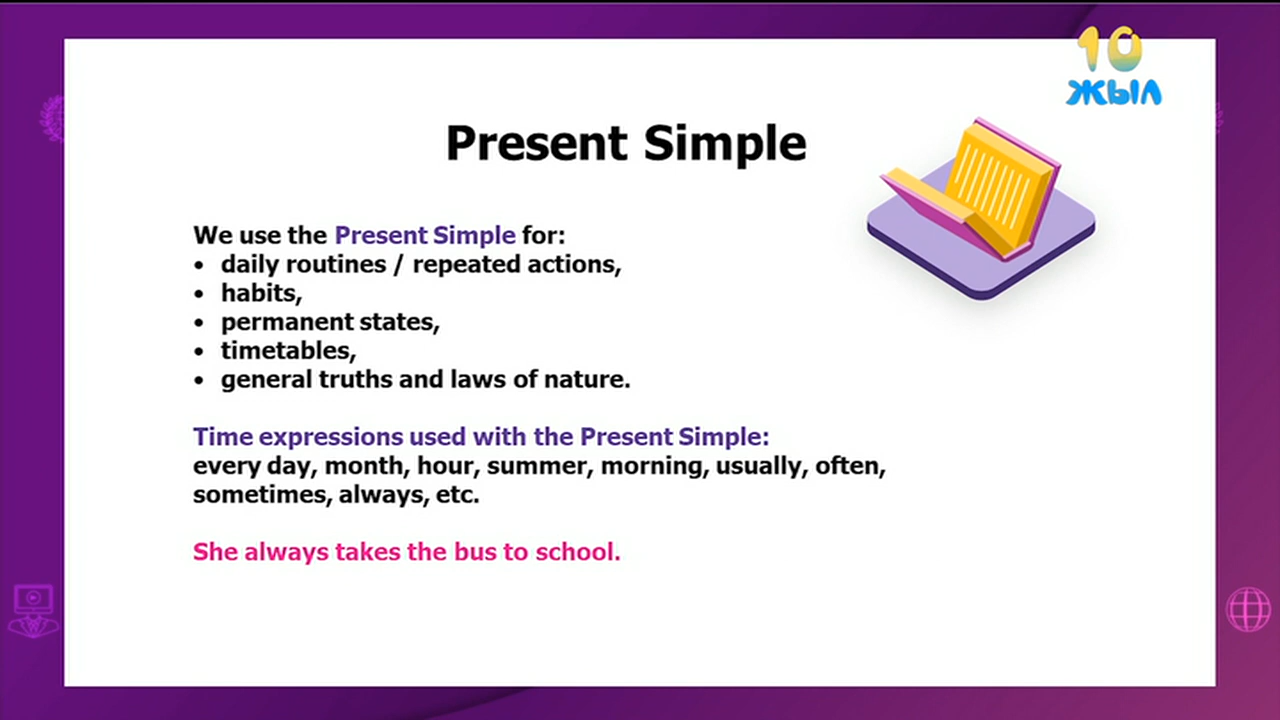 10
ЖЫЛ
Present Simple
We use the Present Simple for:
• daily routines / repeated actions,
• habits,
• permanent states,
• timetables,
• general truths and laws of nature.
Time expressions used with the Present Simple:
every day, month, hour, summer, morning, usually, often,
sometimes, always, etc.
She always takes the bus to school.